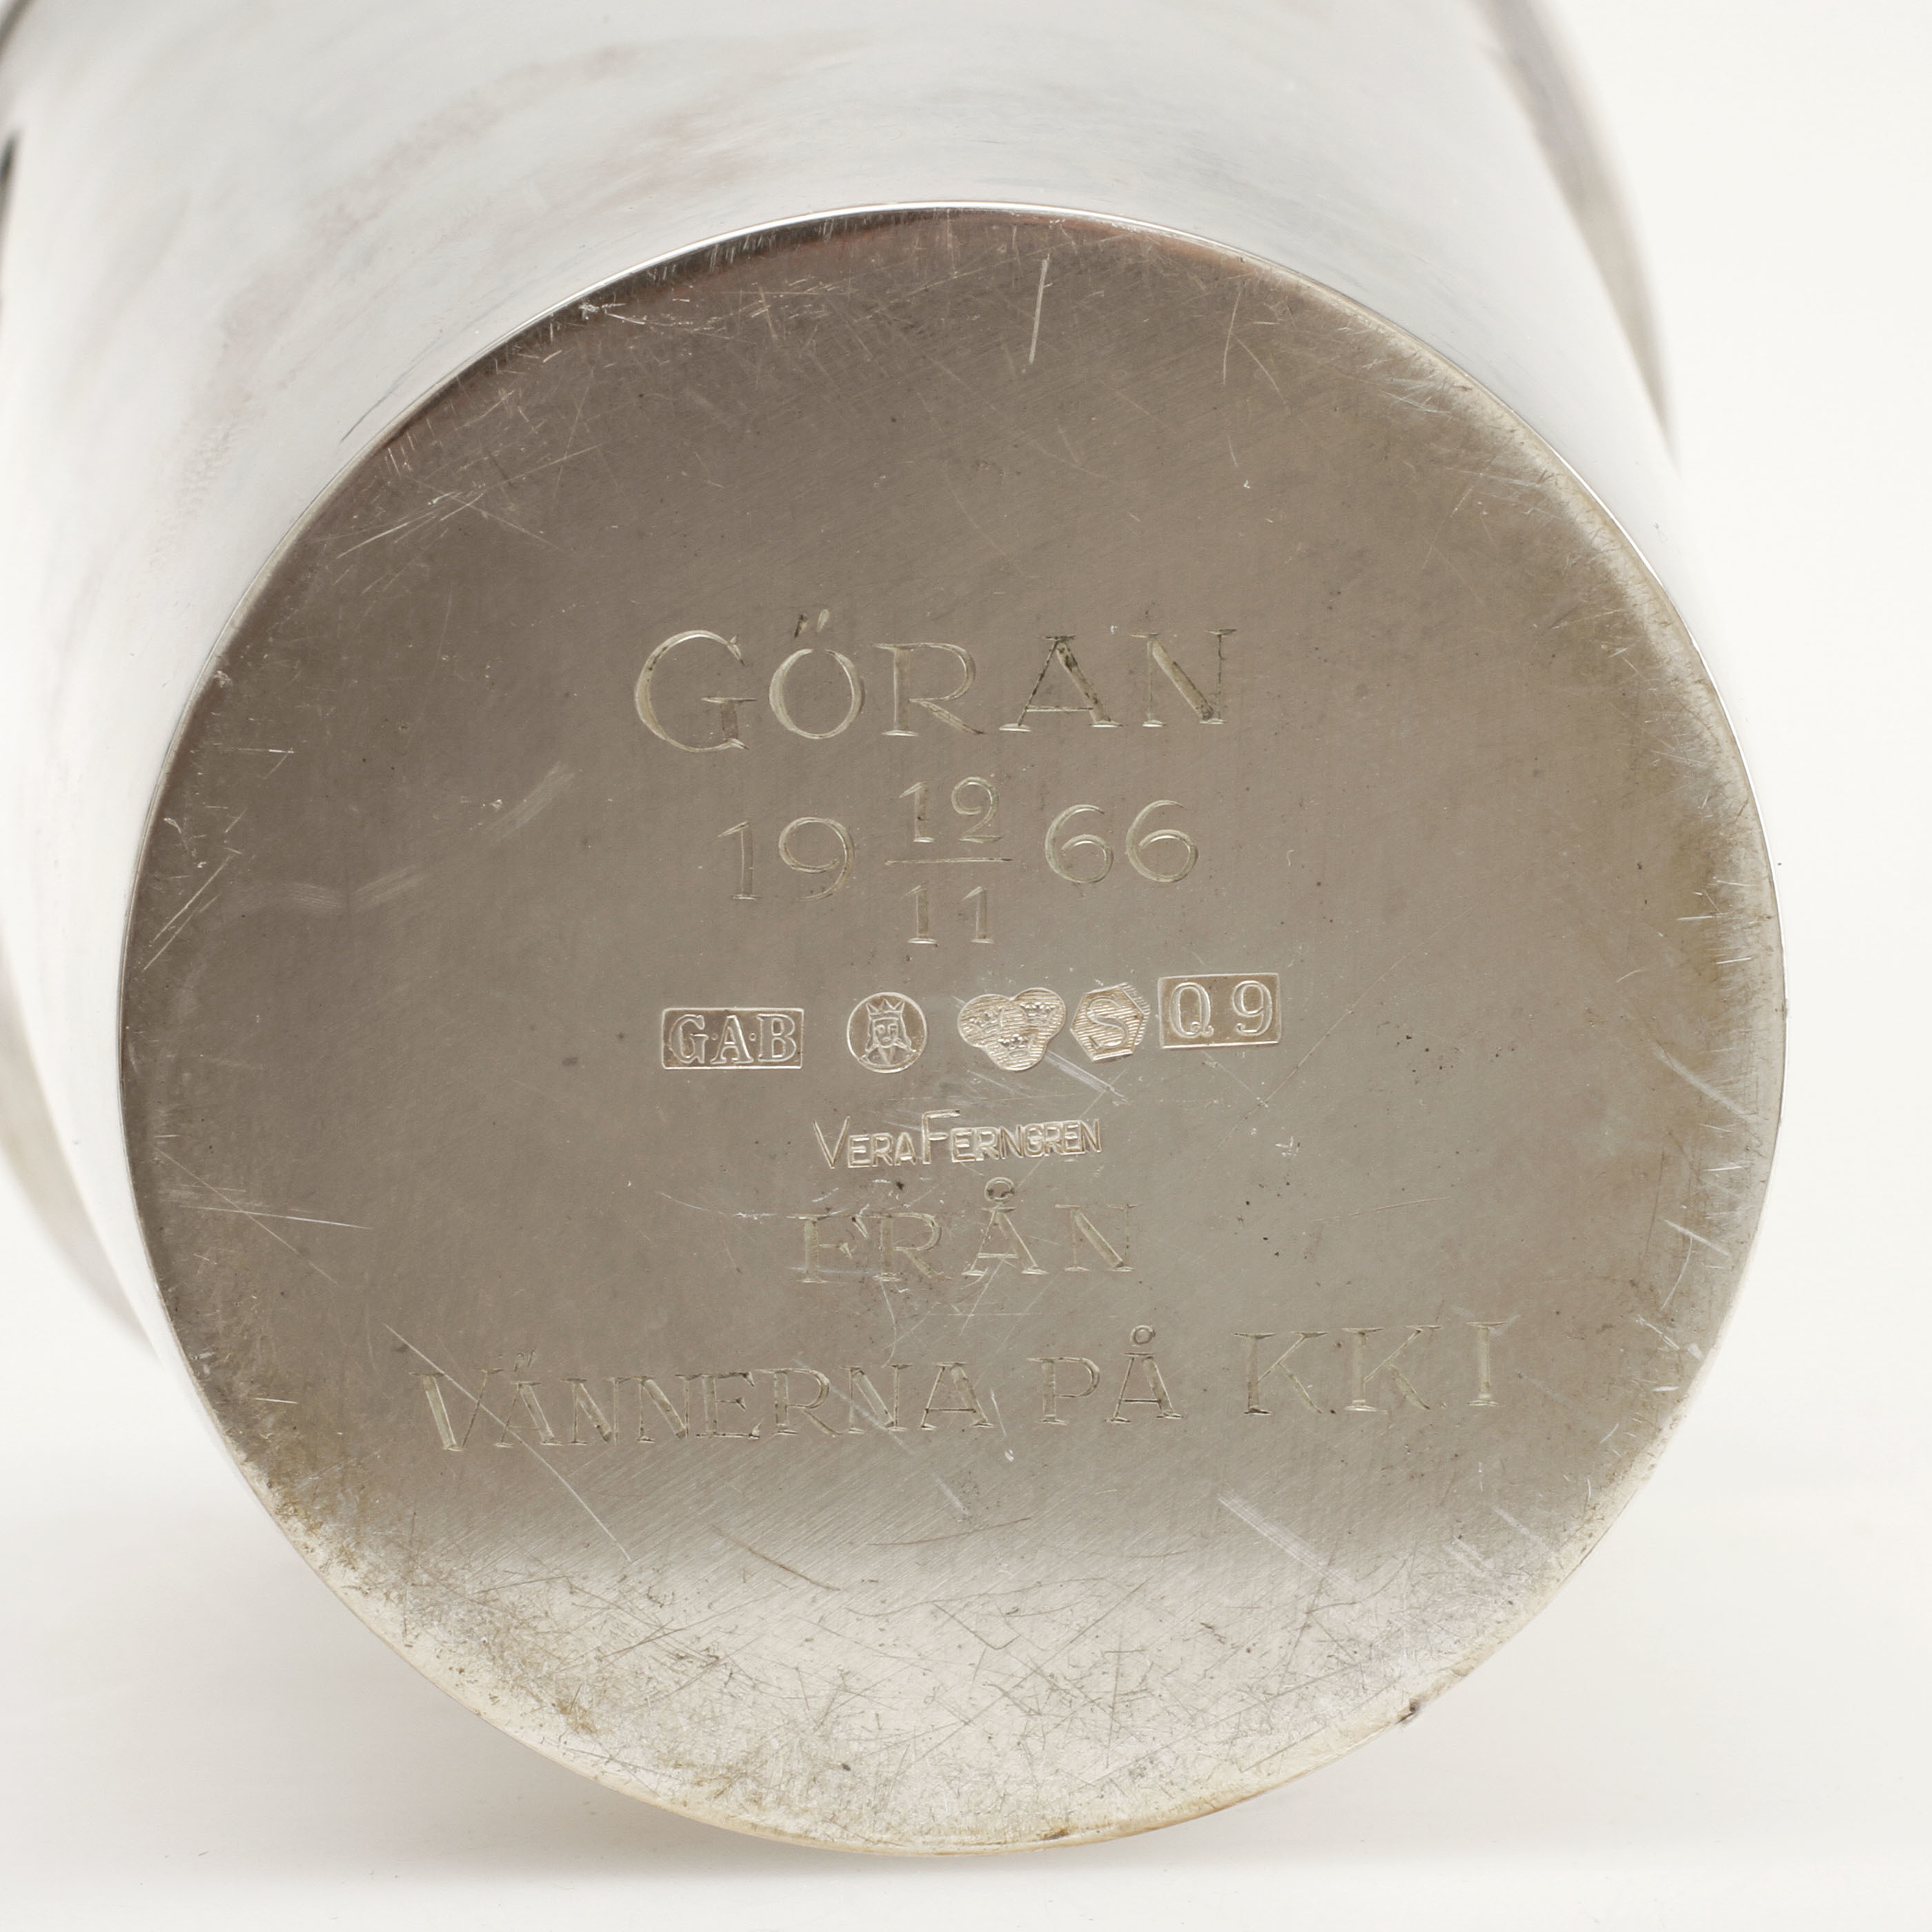 GÖRAN
19 12/11 66
G·A·B S Q9
VERA FERNGREN
FRÅN
VÄNNERNA PÅ KKI